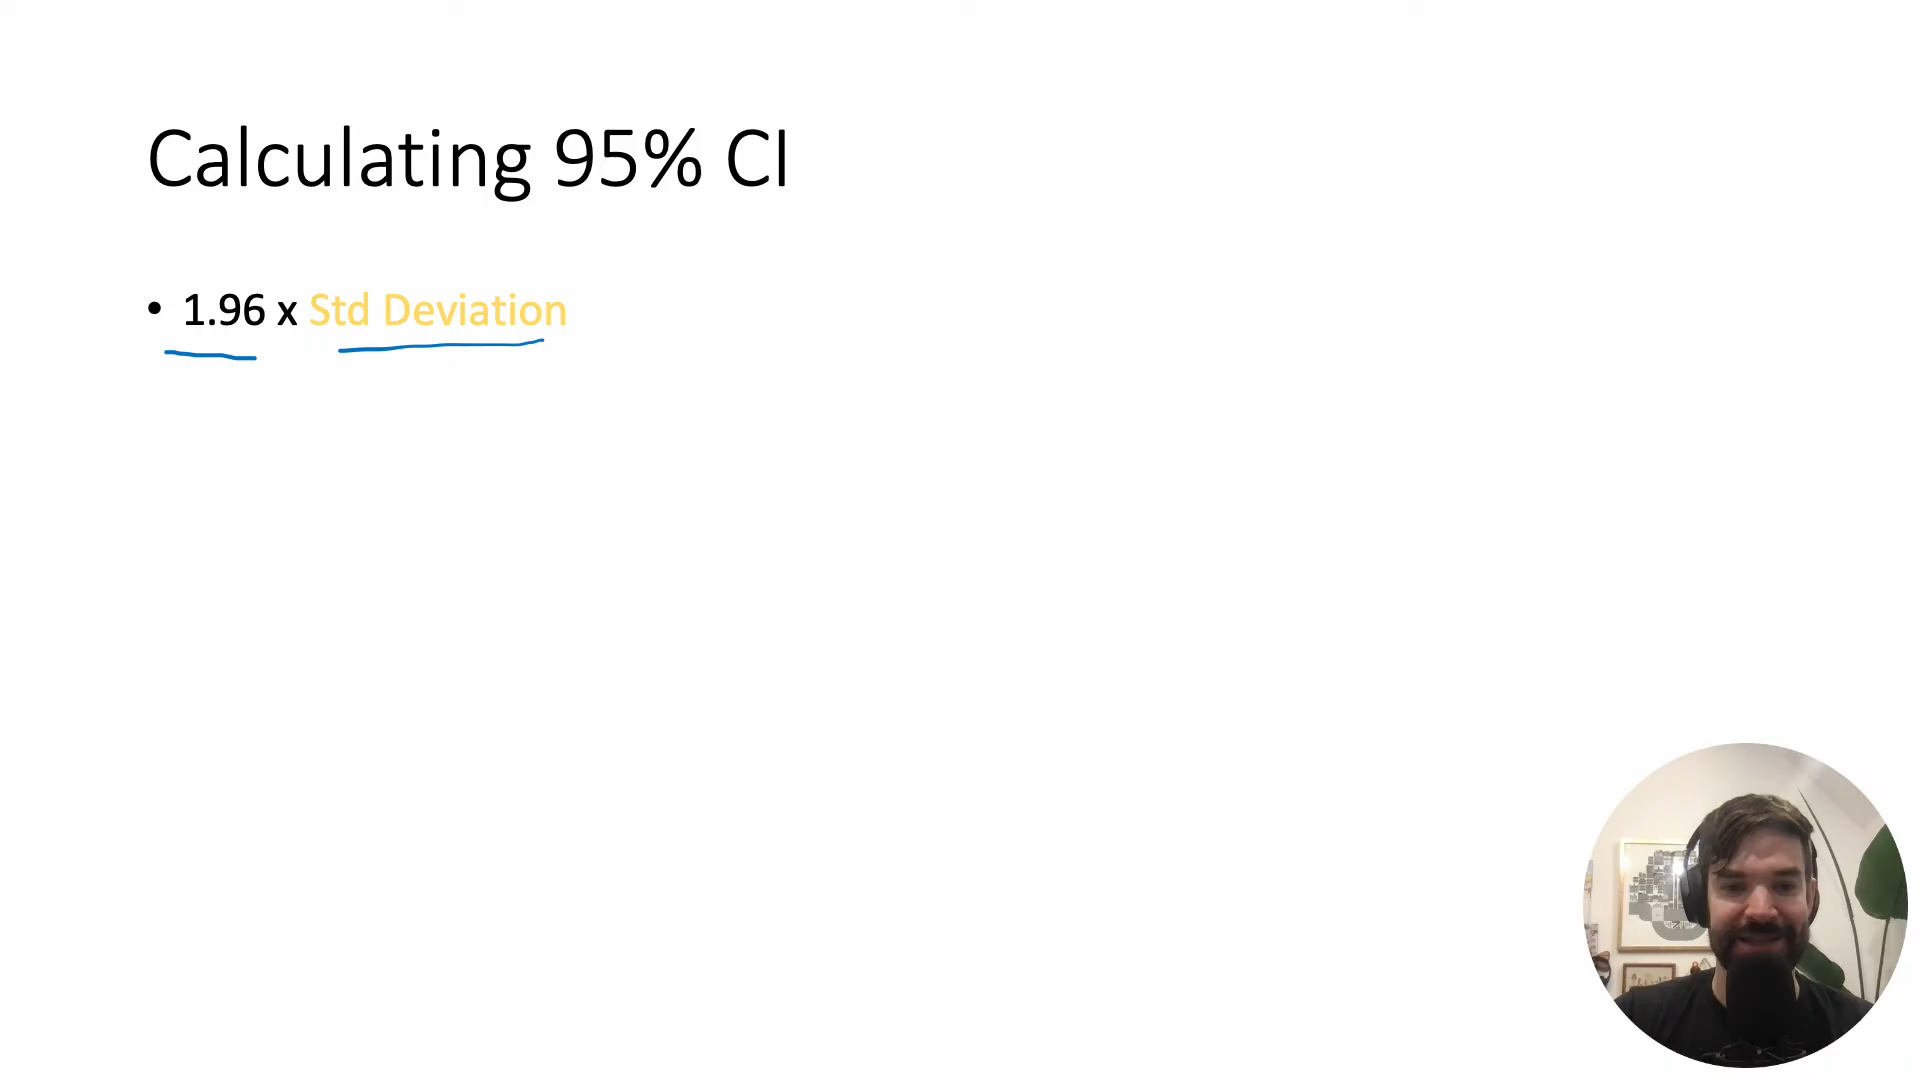 Calculating 95% CI
• 1.96 x Std Deviation